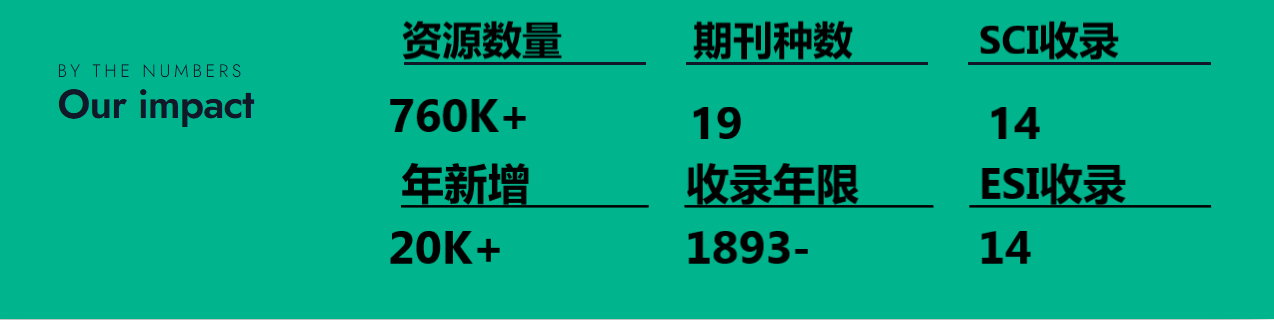 BY THE NUMBERS
Our impact
资源数量
期刊种数
SCI收录
760K+
19
14
年新增
收录年限
ESI收录
20K+
1893-
14